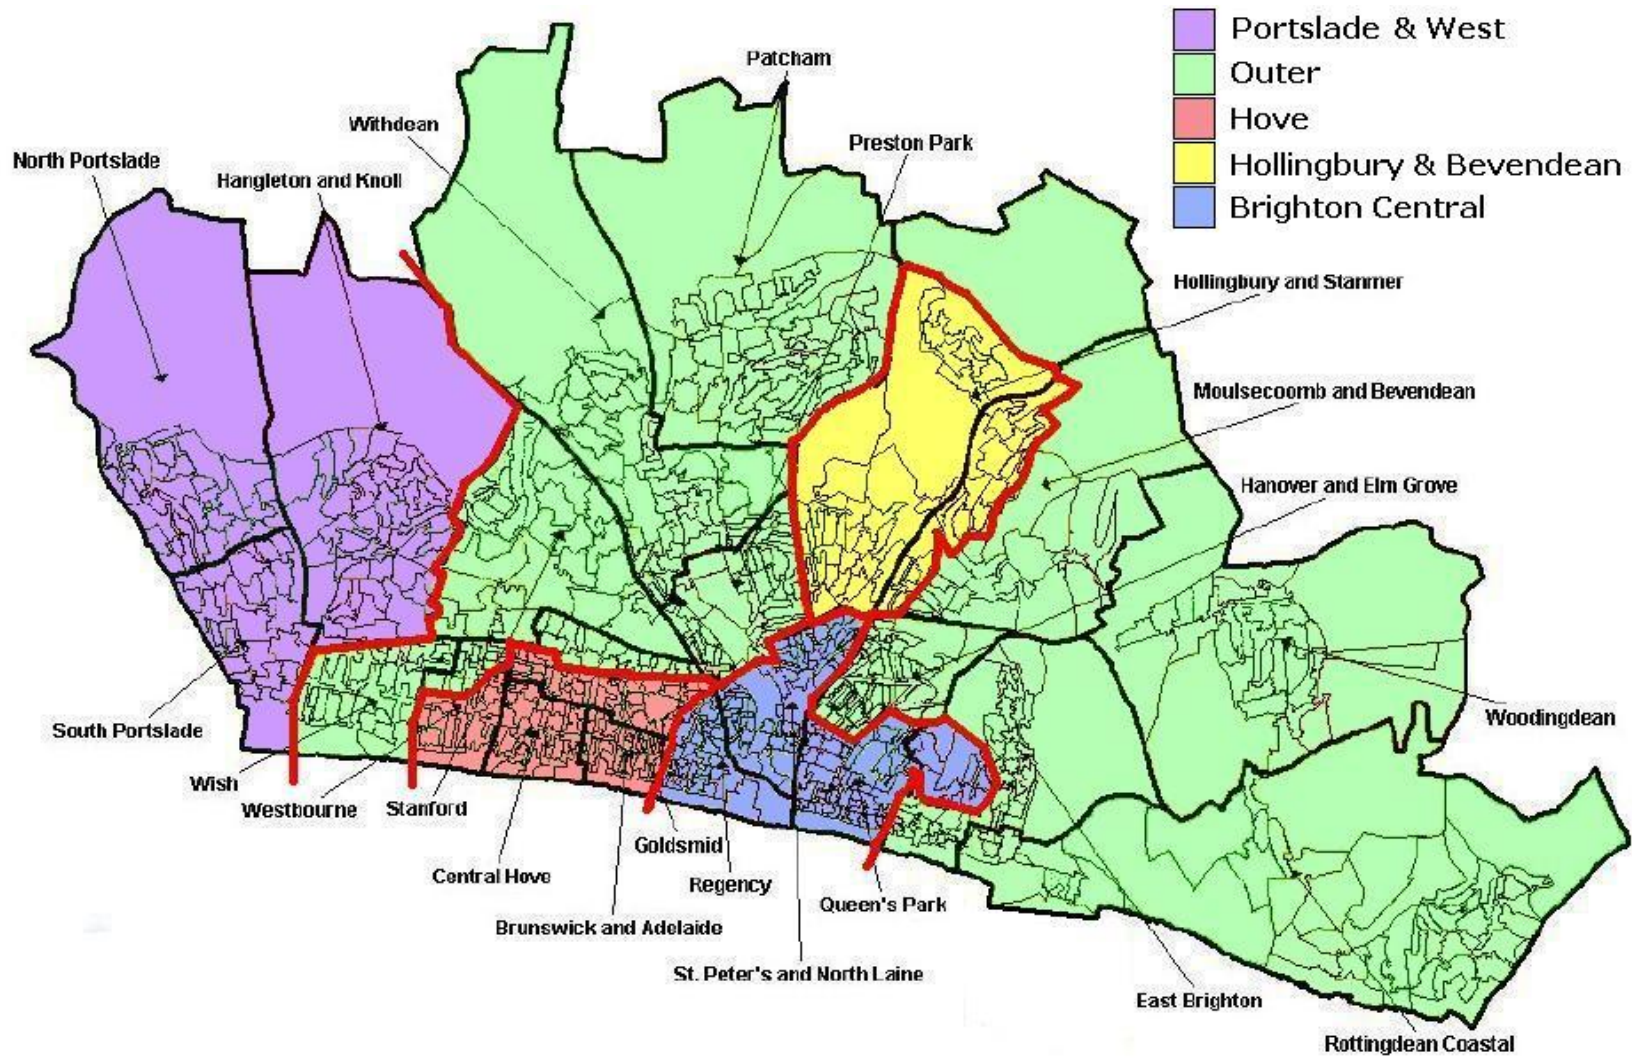 Portslade & West
Outer
Hove
Hollingbury & Bevendean
Brighton Central
Patcham
Withdean
Preston Park
North Portslade
Hangleton and Knoll
Hollingbury and Stanmer
Moulsecoomb and Bevendean
Hanover and Elm Grove
Woodingdean
South Portslade
Wish
Westbourne
Stanford
Goldsmid
Central Hove
Regency
Queen's Park
Brunswick and Adelaide
St. Peter's and North Laine
East Brighton
Rottingdean Coastal